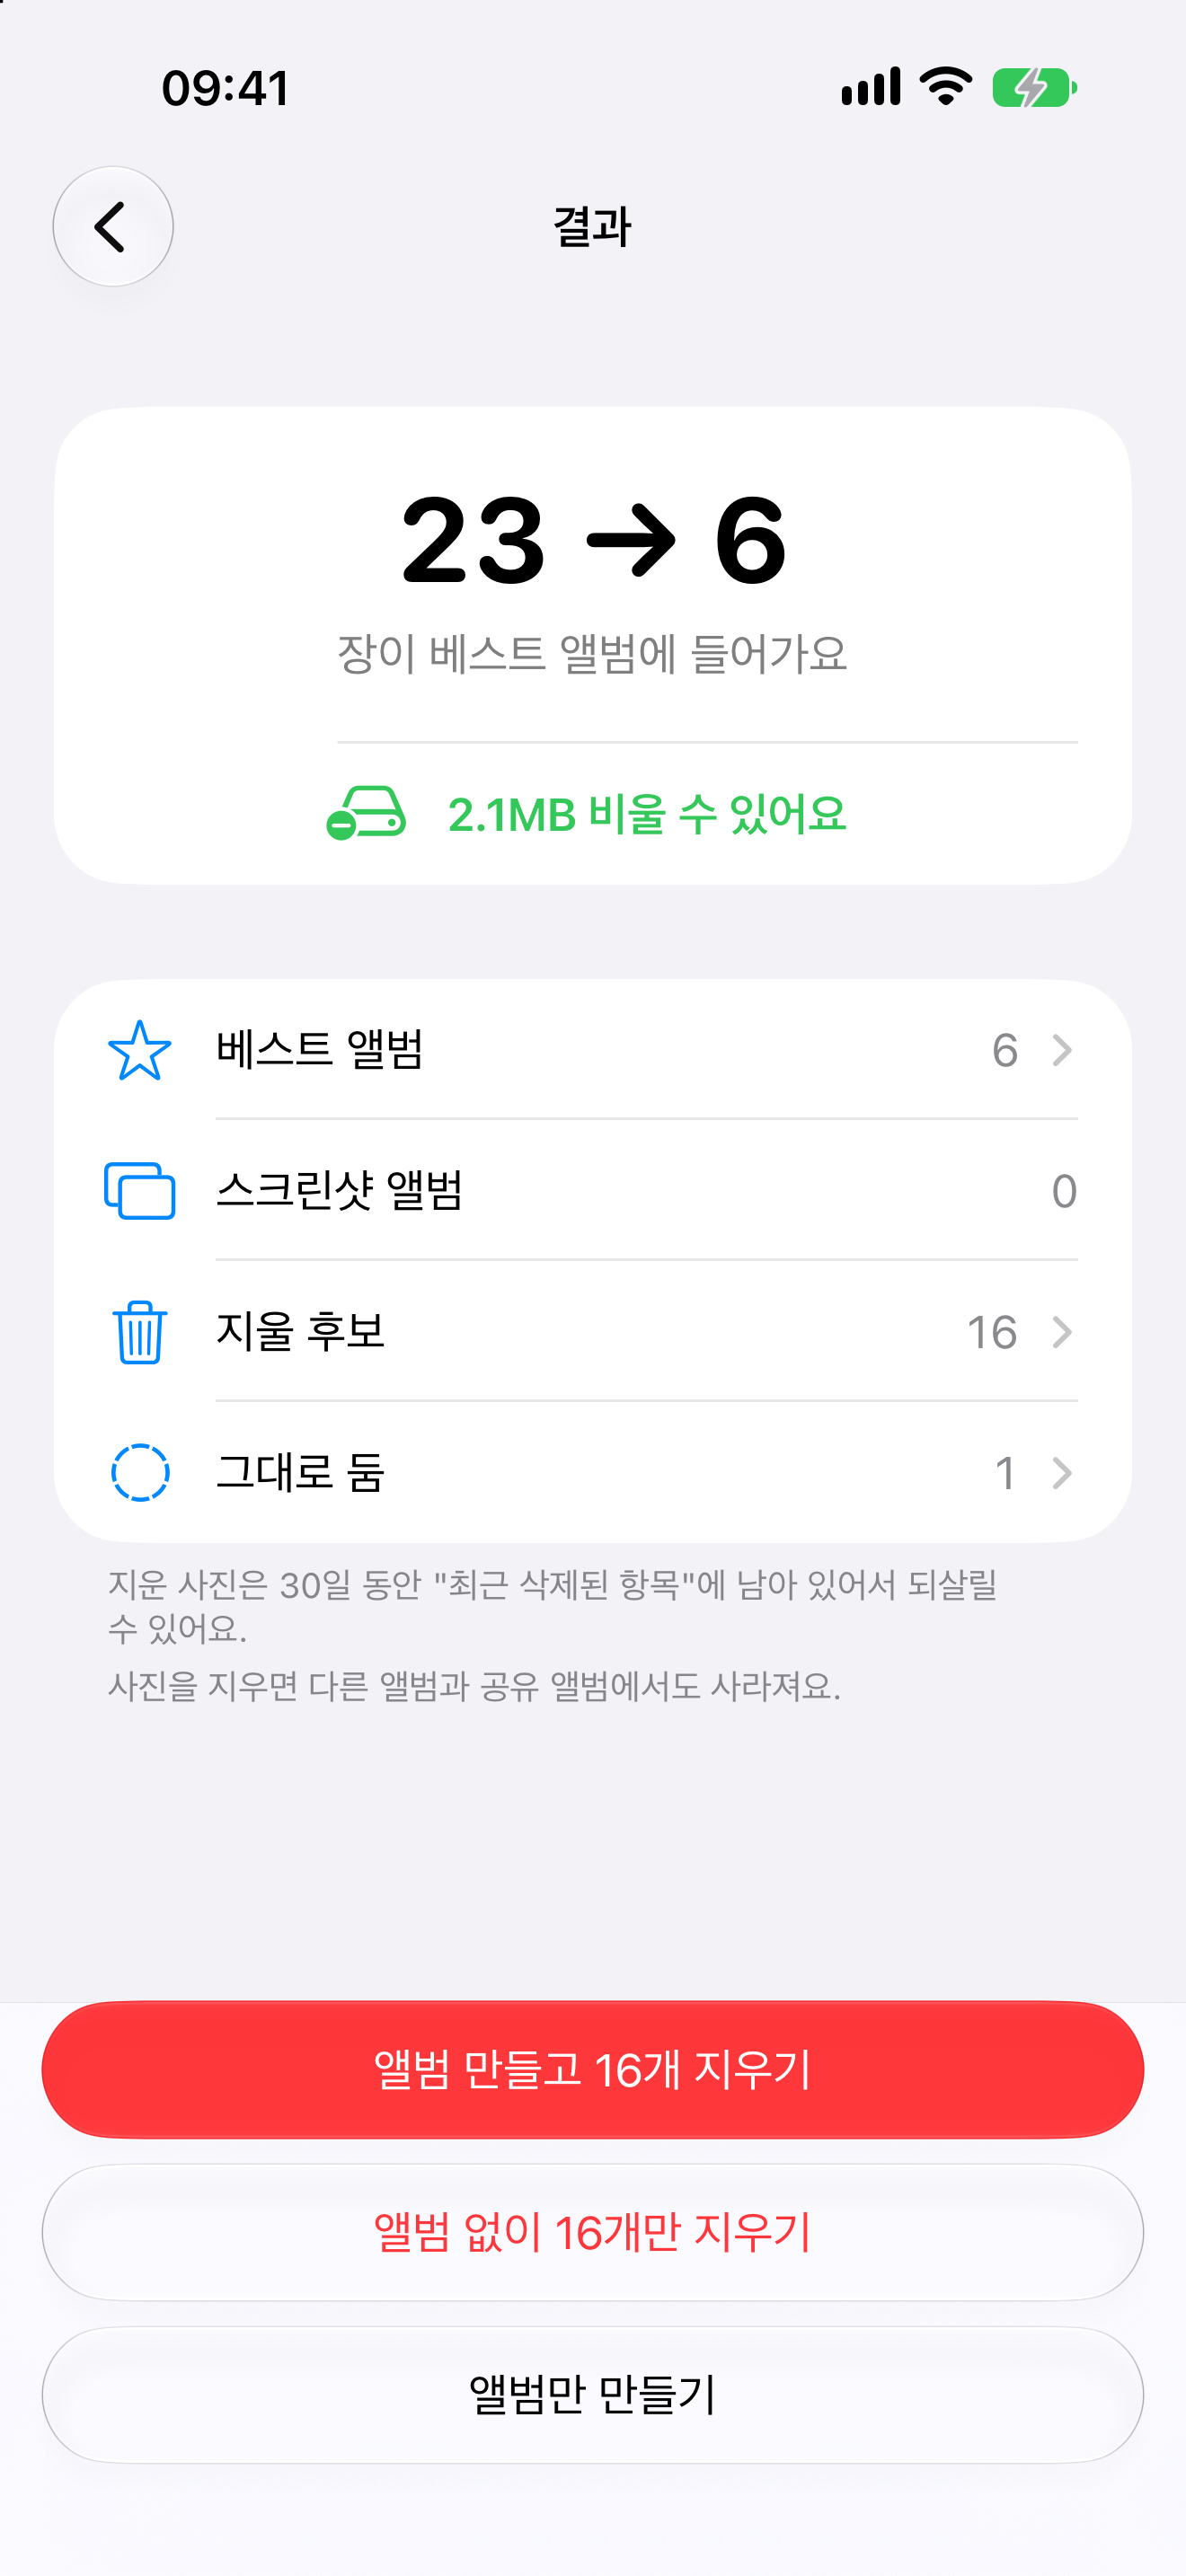 09:41
결과
23 → 6
장이 베스트 앨범에 들어가요
2.1MB 비울 수 있어요
베스트 앨범 6
스크린샷 앨범 0
지울 후보 16
그대로 둠 1
지운 사진은 30일 동안 "최근 삭제된 항목"에 남아 있어서 되살릴
수 있어요.
사진을 지우면 다른 앨범과 공유 앨범에서도 사라져요.
앨범 만들고 16개 지우기
앨범 없이 16개만 지우기
앨범만 만들기